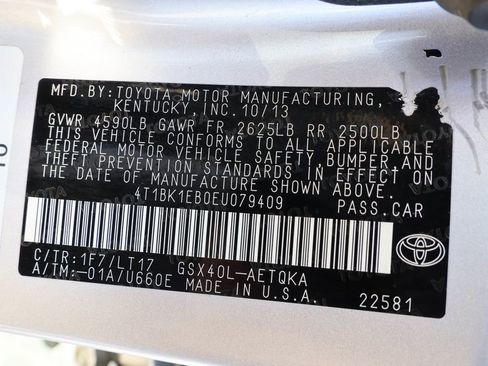 MFD.BY:TOYOTA MOTOR MANUFACTURING,
KENTUCKY, INC. 10/13
GVWR 4590LB GAWR FR 2625LB RR 2500LB
THIS VEHICLE CONFORMS TO ALL APPLICABLE
FEDERAL MOTOR VEHICLE SAFETY, BUMPER, AND
THEFT PREVENTION STANDARDS IN EFFECT ON
THE DATE OF MANUFACTURE SHOWN ABOVE.
4T1BK1EB0EU079409 PASS.CAR
C/TR:1F7/LT17 GSX40L-AETQKA
A/TM:-01A/U660E MADE IN U.S.A.
22581